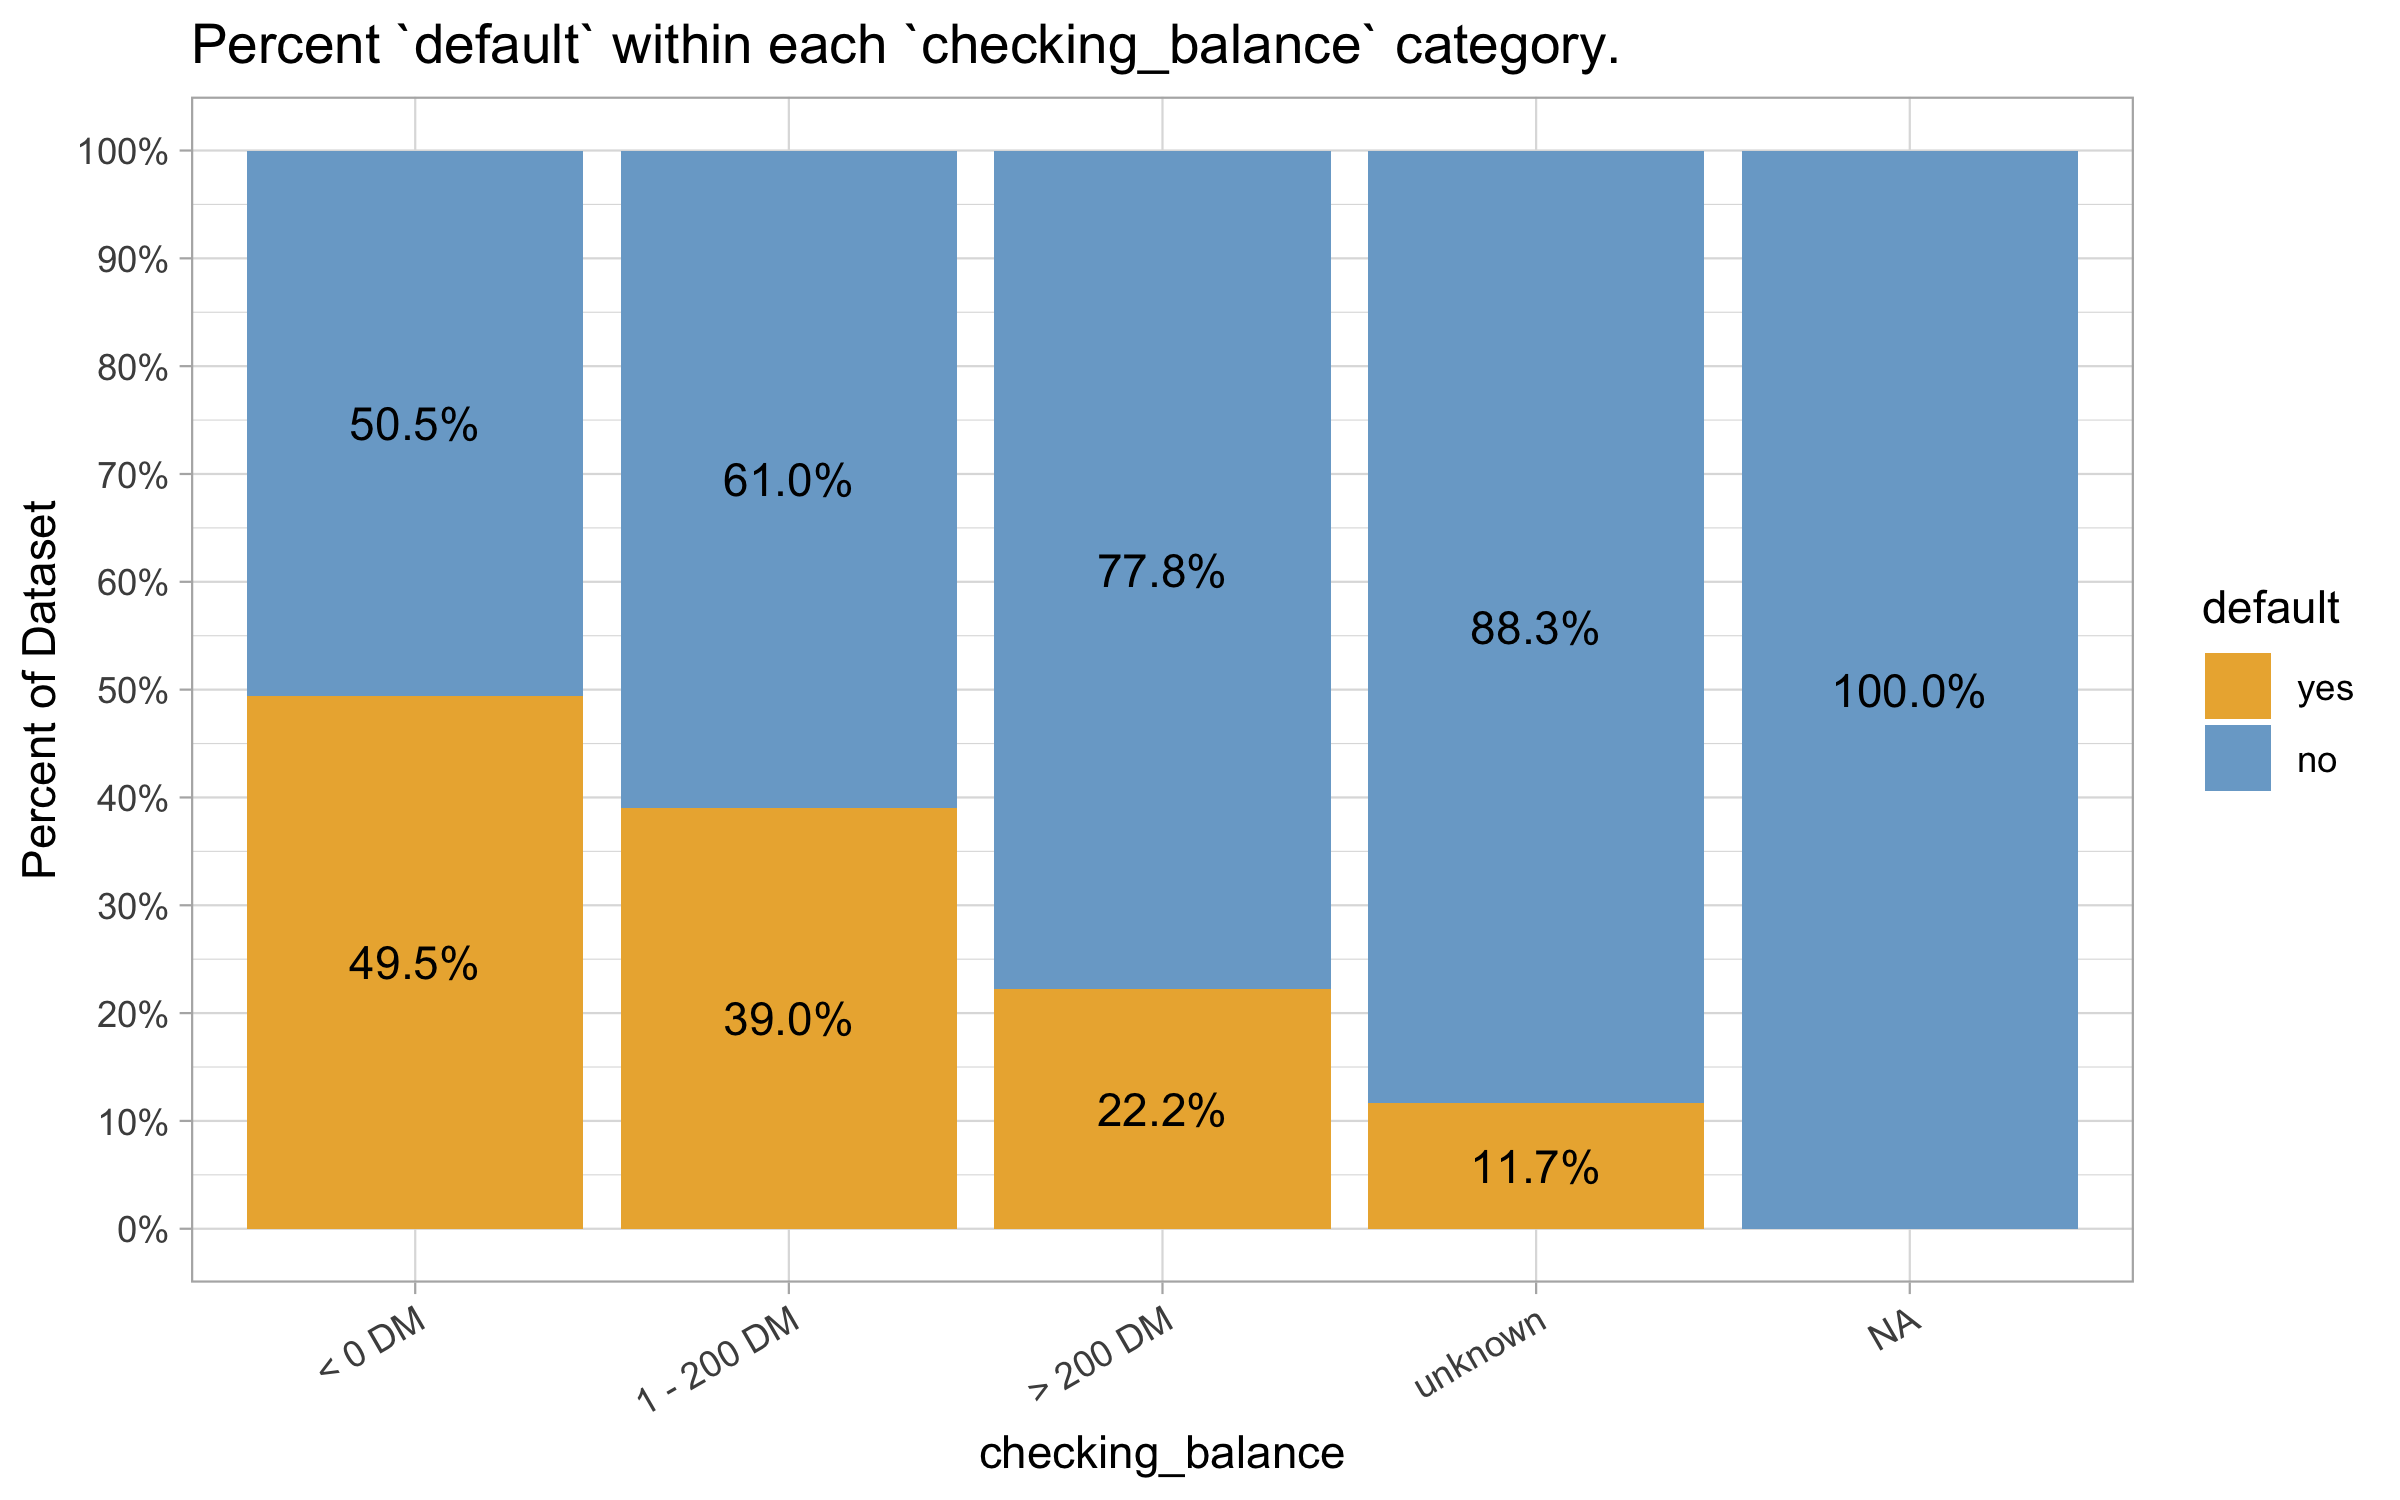 Percent `default` within each `checking_balance` category.
Percent of Dataset
100%
90%
80%
70%
60%
50%
40%
30%
20%
10%
0%
50.5%
49.5%
61.0%
39.0%
77.8%
22.2%
88.3%
11.7%
100.0%
< 0 DM
1 - 200 DM
> 200 DM
unknown
NA
checking_balance
default
yes
no